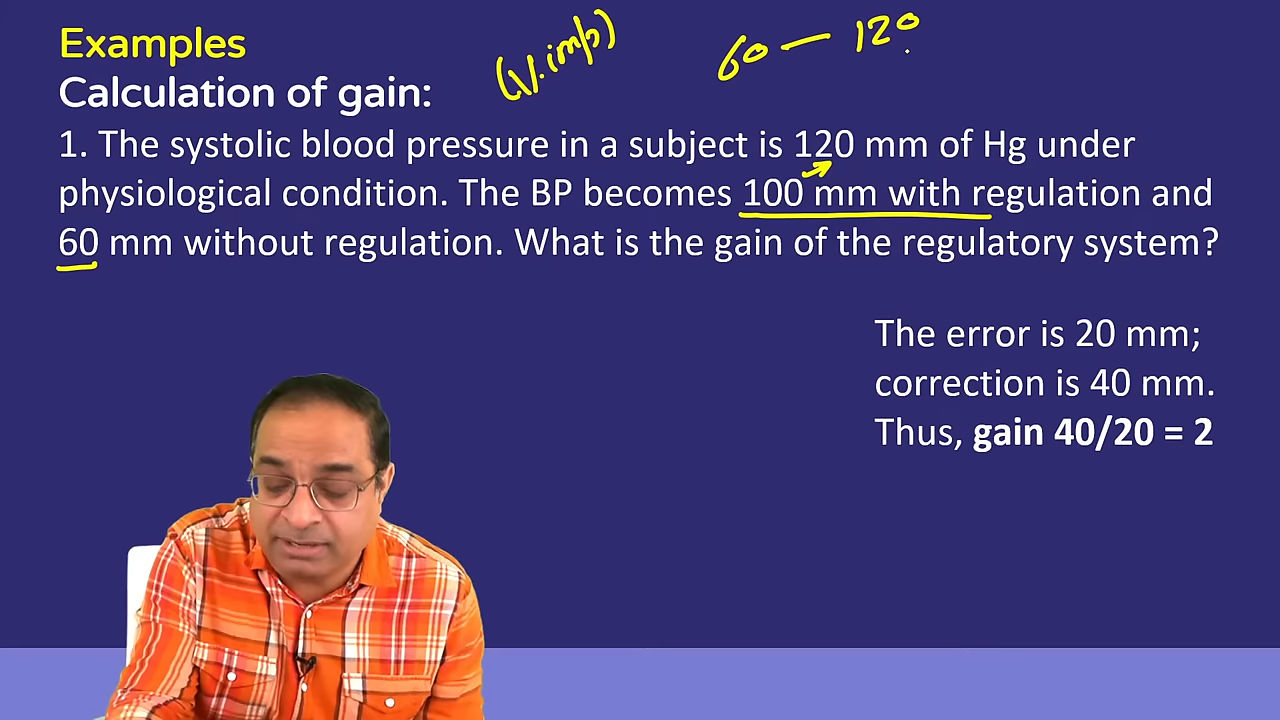 Examples
(V.imp)
60 — 120
Calculation of gain:
1. The systolic blood pressure in a subject is 120 mm of Hg under
physiological condition. The BP becomes 100 mm with regulation and
60 mm without regulation. What is the gain of the regulatory system?
The error is 20 mm;
correction is 40 mm.
Thus, gain 40/20 = 2